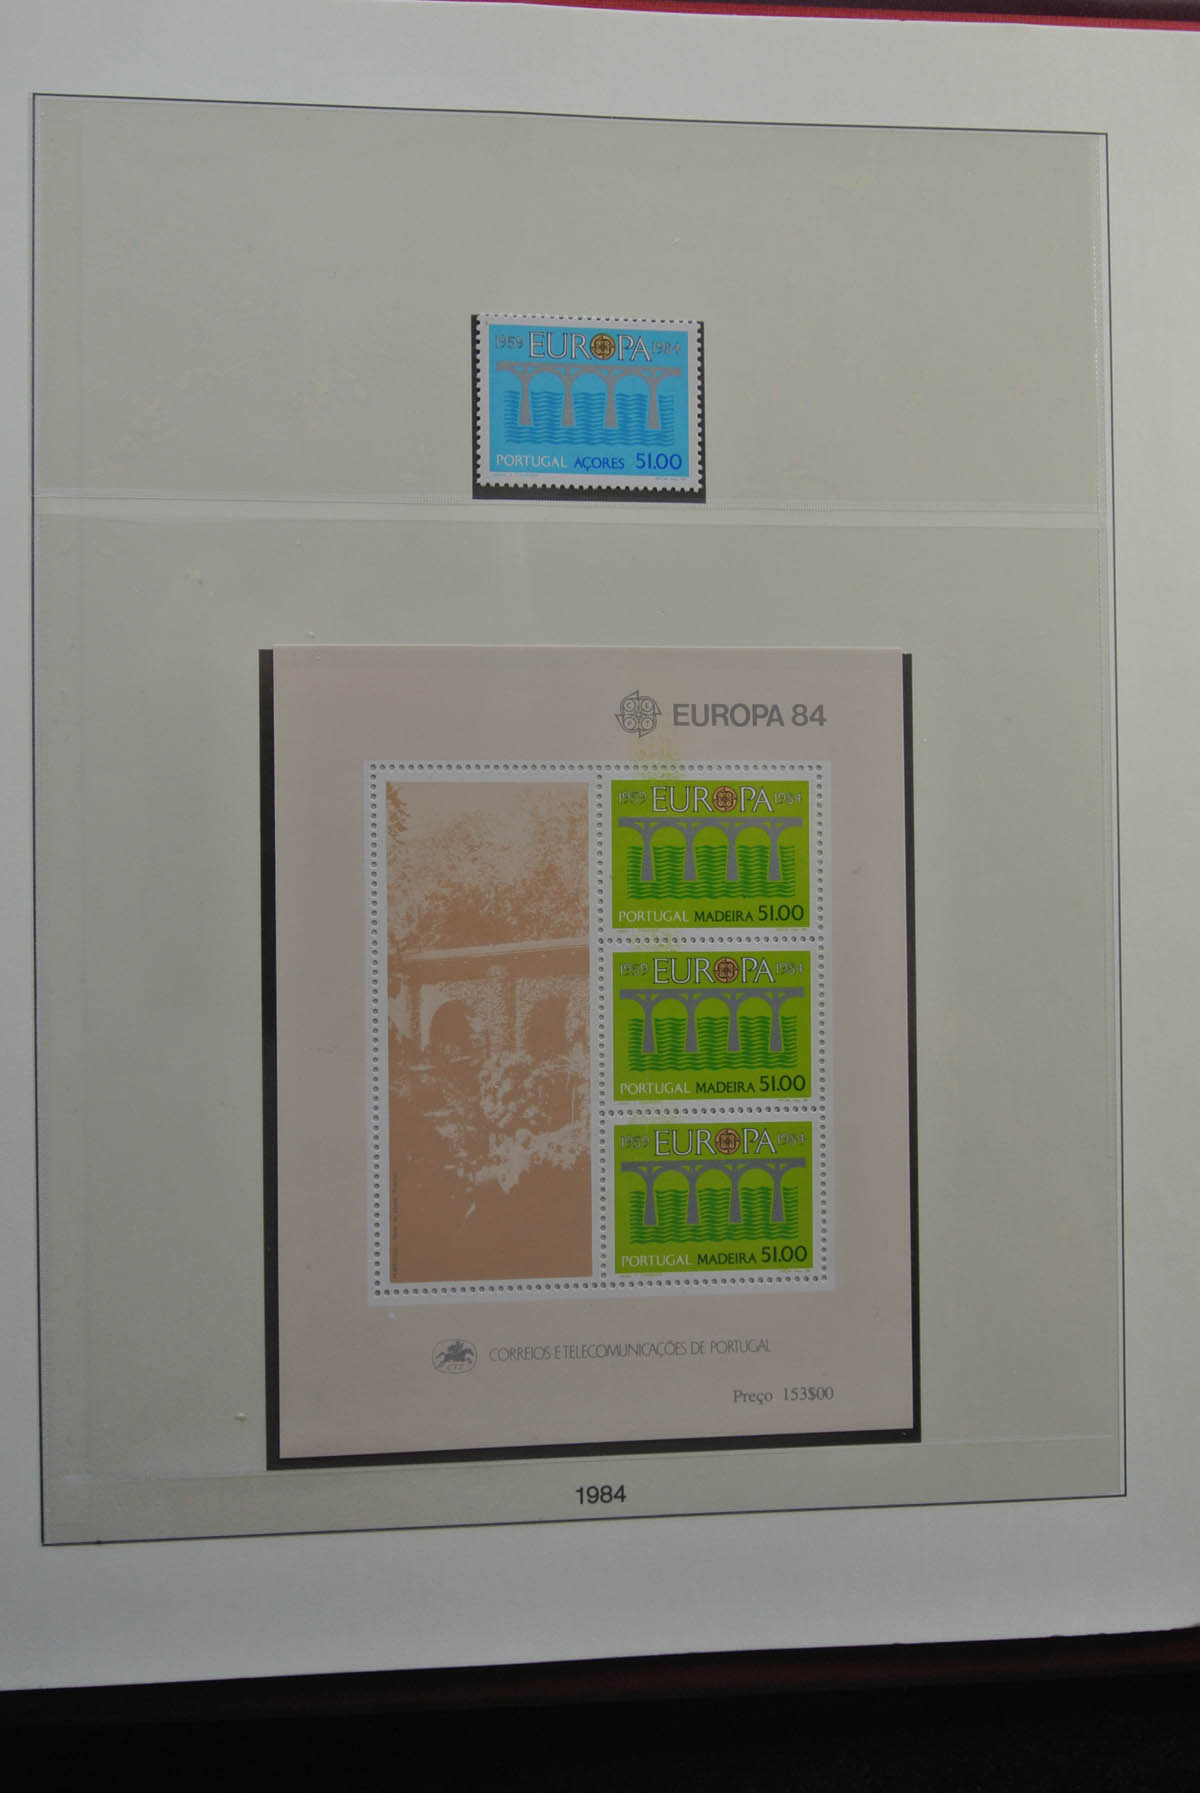 1959 EUROPA 1984
PORTUGAL AÇORES 51.00
EUROPA 84
1959 EUROPA 1984
PORTUGAL MADEIRA 51.00
1959 EUROPA 1984
PORTUGAL MADEIRA 51.00
1959 EUROPA 1984
PORTUGAL MADEIRA 51.00
CORREIOS E TELECOMUNICAÇÕES DE PORTUGAL
Preço 153$00
1984